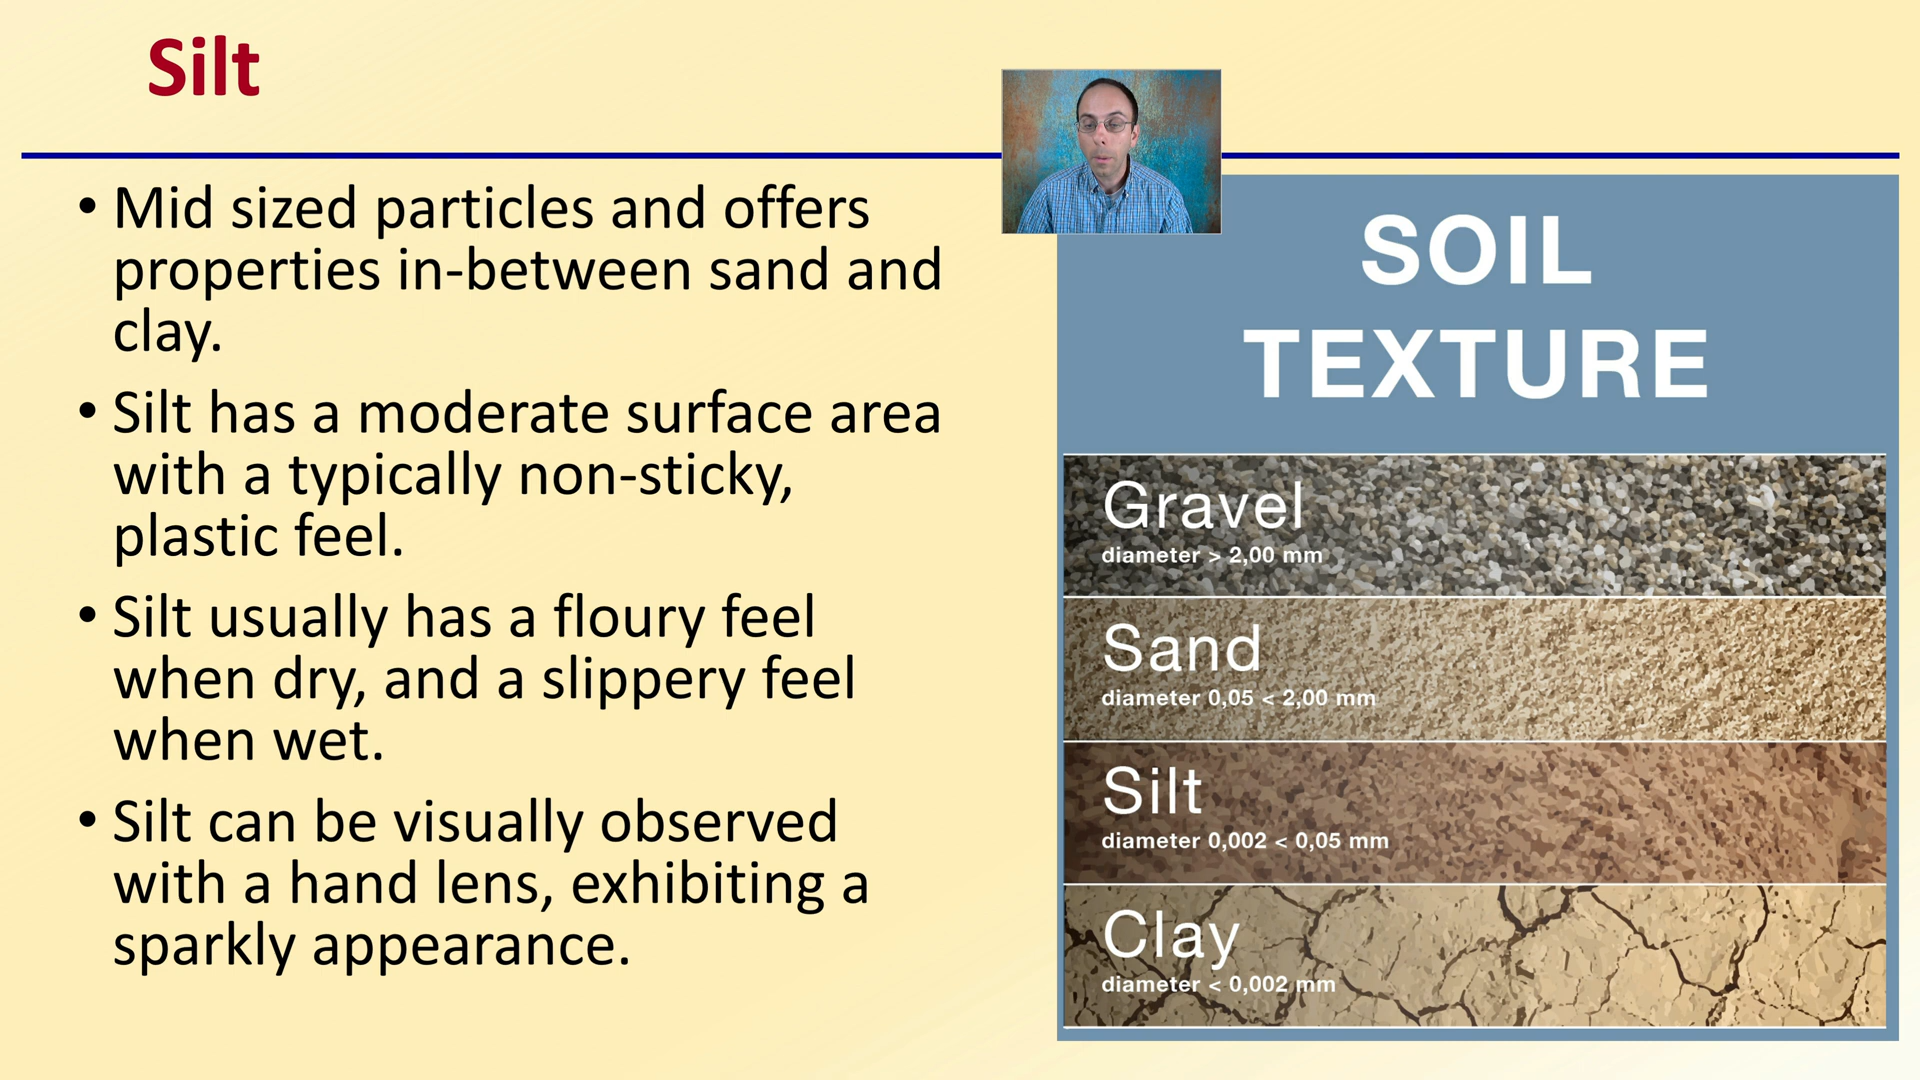 Silt
• Mid sized particles and offers
properties in-between sand and
clay.
• Silt has a moderate surface area
with a typically non-sticky,
plastic feel.
• Silt usually has a floury feel
when dry, and a slippery feel
when wet.
• Silt can be visually observed
with a hand lens, exhibiting a
sparkly appearance.
SOIL
TEXTURE
Gravel
diameter > 2,00 mm
Sand
diameter 0,05 < 2,00 mm
Silt
diameter 0,002 < 0,05 mm
Clay
diameter < 0,002 mm